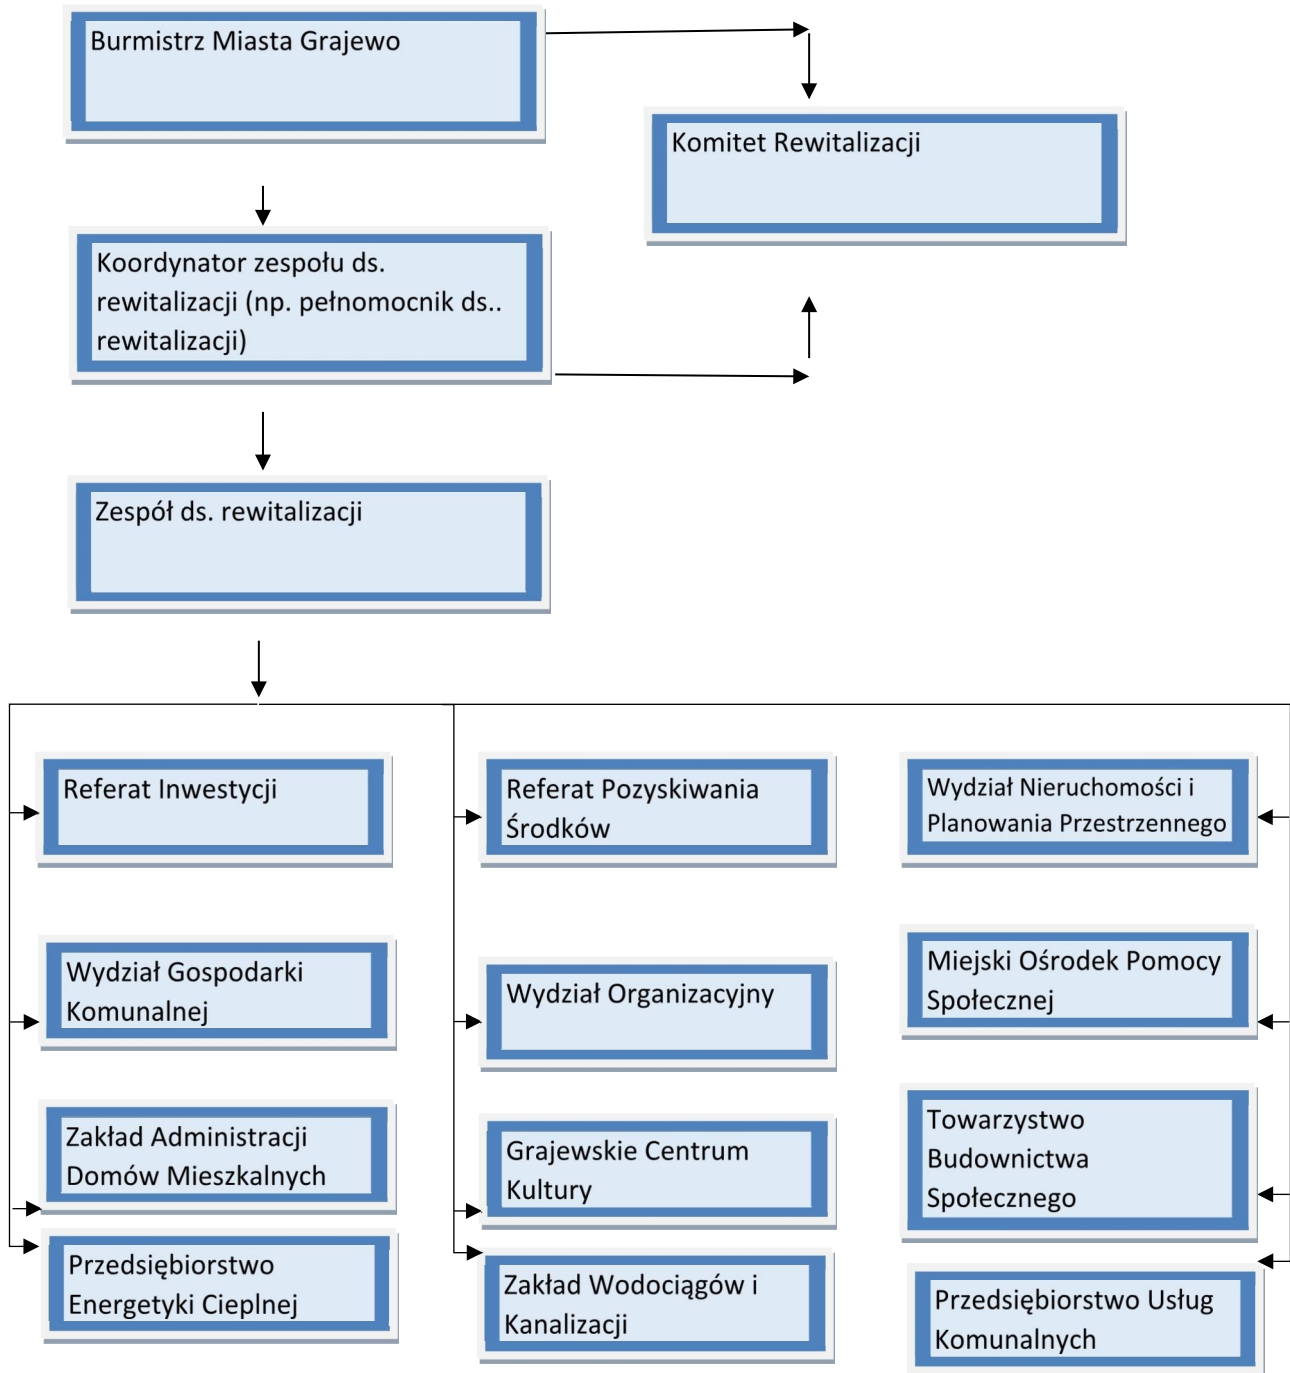 Burmistrz Miasta Grajewo
Komitet Rewitalizacji
Koordynator zespołu ds.
rewitalizacji (np. pełnomocnik ds..
rewitalizacji)
Zespół ds. rewitalizacji
Referat Inwestycji
Referat Pozyskiwania
Środków
Wydział Nieruchomości i
Planowania Przestrzennego
Wydział Gospodarki
Komunalnej
Wydział Organizacyjny
Miejski Ośrodek Pomocy
Społecznej
Zakład Administracji
Domów Mieszkalnych
Grajewskie Centrum
Kultury
Towarzystwo
Budownictwa
Społecznego
Przedsiębiorstwo
Energetyki Cieplnej
Zakład Wodociągów i
Kanalizacji
Przedsiębiorstwo Usług
Komunalnych